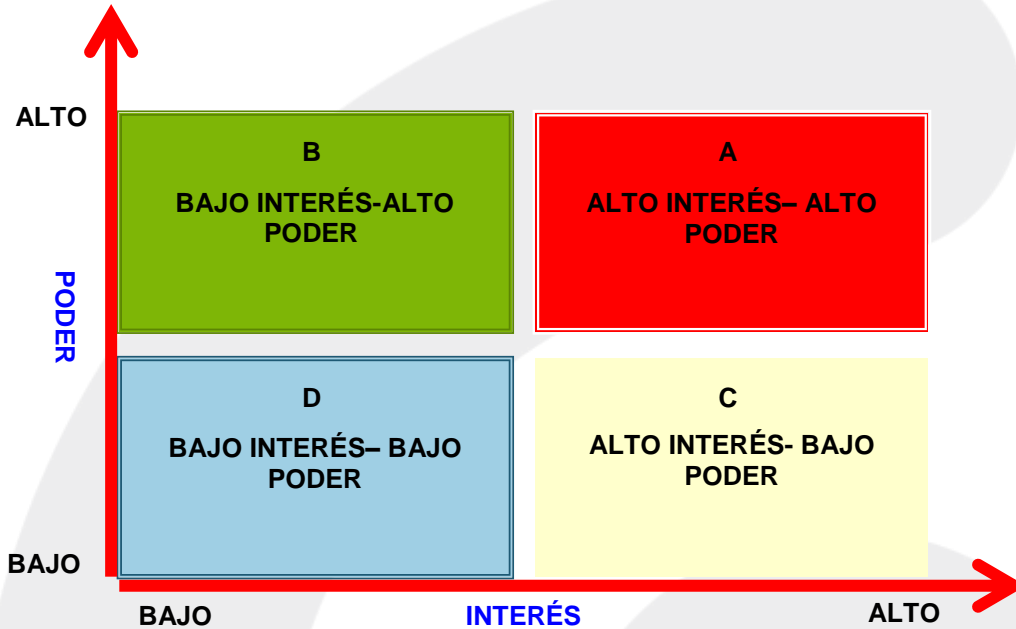 ALTO
B
BAJO INTERÉS-ALTO
PODER
A
ALTO INTERÉS– ALTO
PODER
PODER
D
BAJO INTERÉS– BAJO
PODER
C
ALTO INTERÉS- BAJO
PODER
BAJO
BAJO
INTERÉS
ALTO